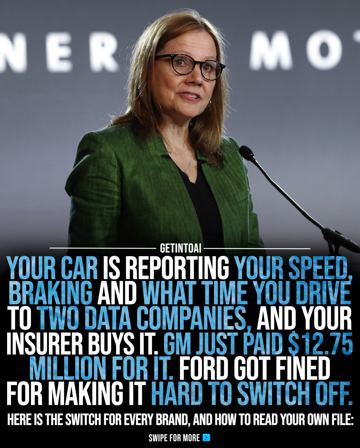 NER
MO
GETINTOAI
YOUR CAR IS REPORTING YOUR SPEED,
BRAKING AND WHAT TIME YOU DRIVE
TO TWO DATA COMPANIES, AND YOUR
INSURER BUYS IT. GM JUST PAID $12.75
MILLION FOR IT. FORD GOT FINED
FOR MAKING IT HARD TO SWITCH OFF.
HERE IS THE SWITCH FOR EVERY BRAND, AND HOW TO READ YOUR OWN FILE:
SWIPE FOR MORE